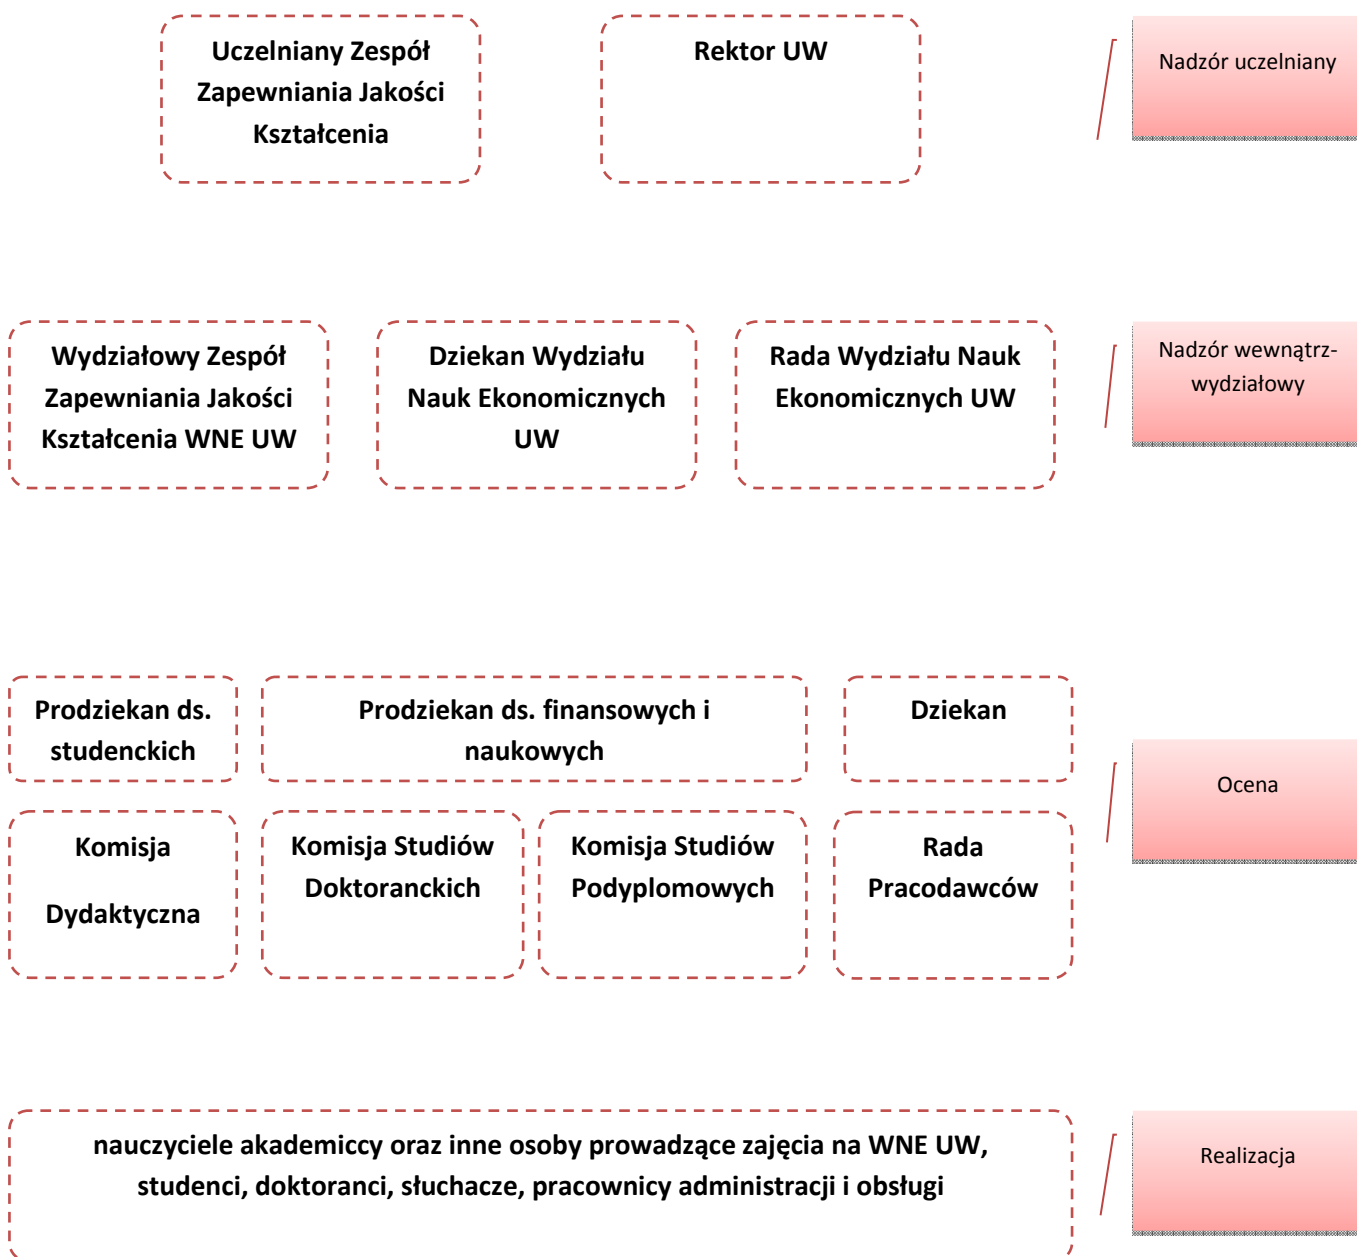 Uczelniany Zespół
Zapewniania Jakości
Kształcenia
Rektor UW
Nadzór uczelniany
Wydziałowy Zespół
Zapewniania Jakości
Kształcenia WNE UW
Dziekan Wydziału
Nauk Ekonomicznych
UW
Rada Wydziału Nauk
Ekonomicznych UW
Nadzór wewnątrz-
wydziałowy
Prodziekan ds.
studenckich
Prodziekan ds. finansowych i
naukowych
Dziekan
Ocena
Komisja
Dydaktyczna
Komisja Studiów
Doktoranckich
Komisja Studiów
Podyplomowych
Rada
Pracodawców
nauczyciele akademiccy oraz inne osoby prowadzące zajęcia na WNE UW,
studenci, doktoranci, słuchacze, pracownicy administracji i obsługi
Realizacja